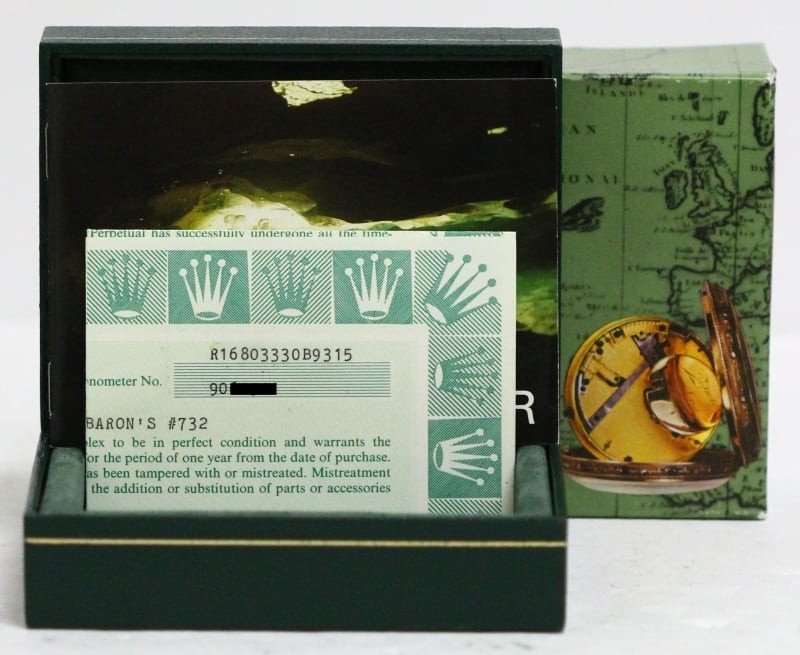 Perpetual has successfully undergone all the time-
R16803330B9315
nometer No.
90
BARON'S #732
lex to be in perfect condition and warrants the
or the period of one year from the date of purchase.
as been tampered with or mistreated. Mistreatment
the addition or substitution of parts or accessories
R
ISLANDE
AN
IONAL